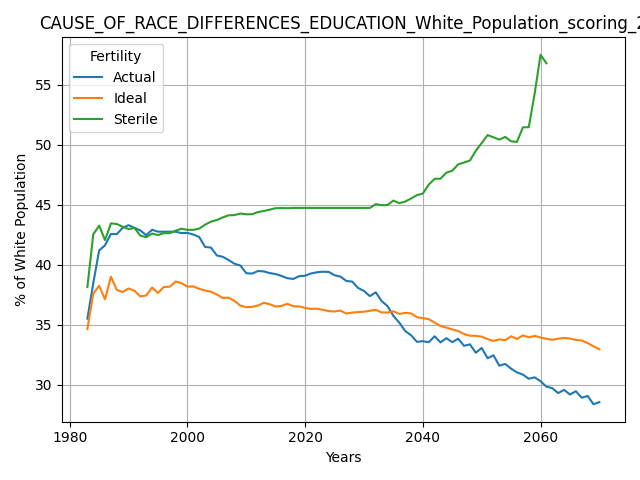 CAUSE_OF_RACE_DIFFERENCES_EDUCATION_White_Population_scoring_2
Fertility
Actual
Ideal
Sterile
% of White Population
55
50
45
40
35
30
1980
2000
2020
2040
2060
Years